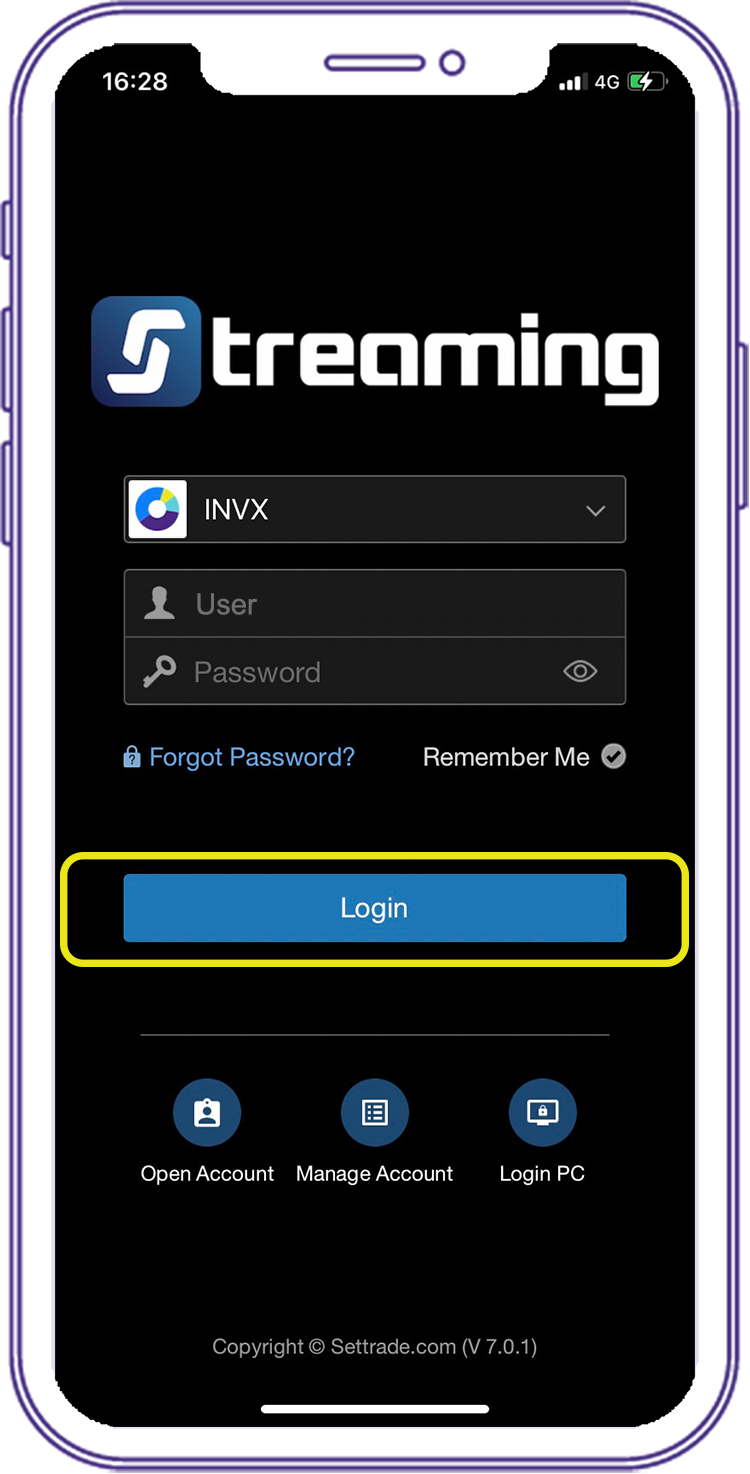 16:28 4G
Streaming
INVX
User
Password
? Forgot Password? Remember Me
Login
Open Account Manage Account Login PC
Copyright © Settrade.com (V 7.0.1)